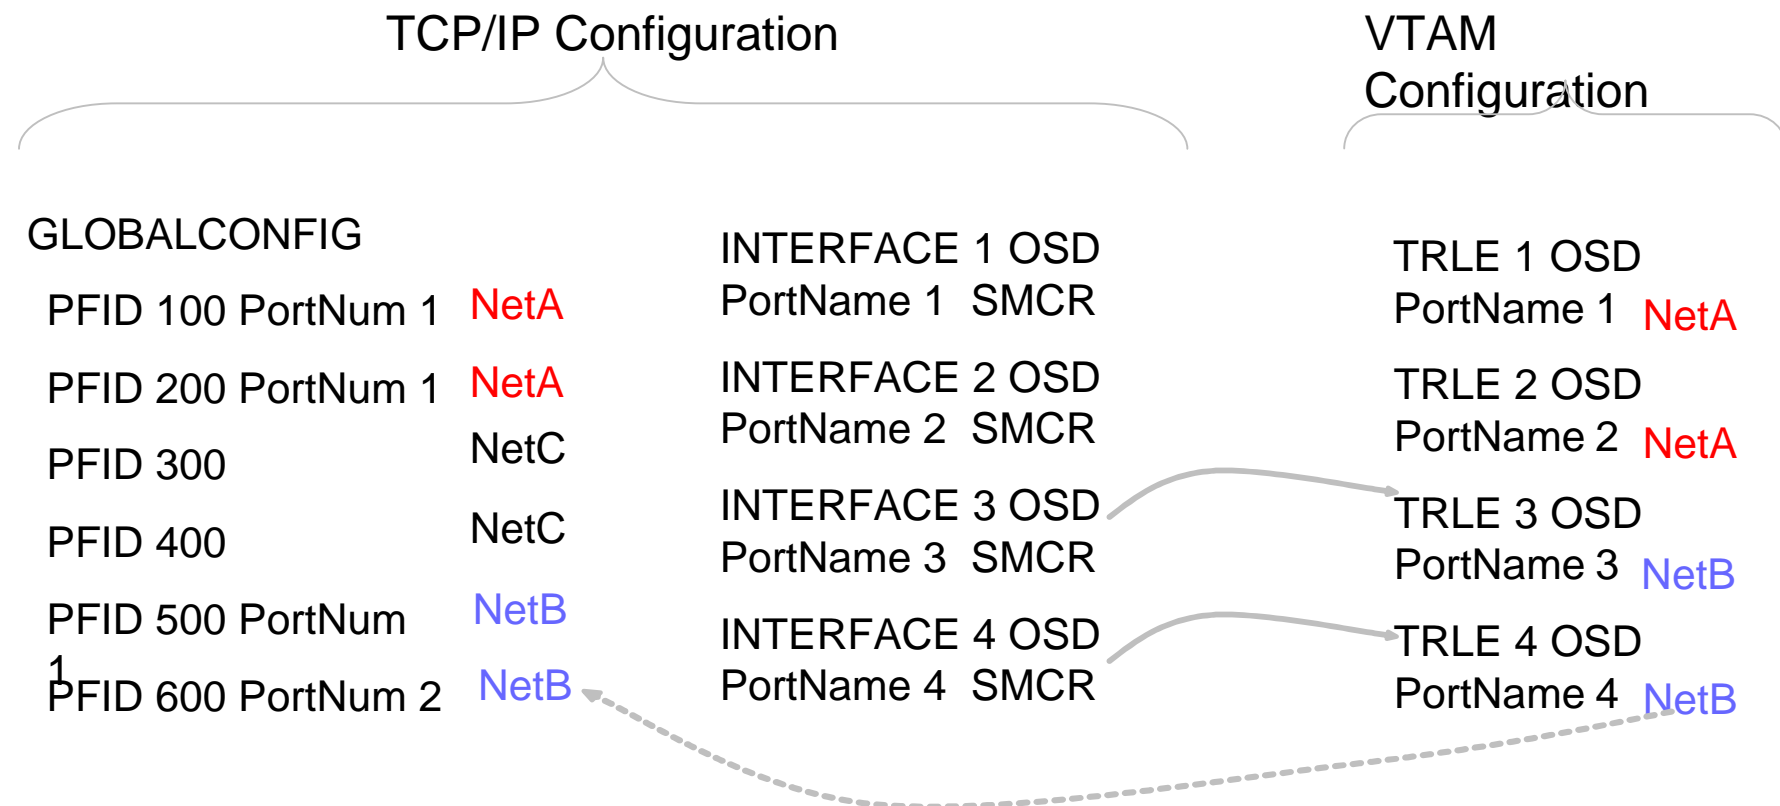 TCP/IP Configuration
VTAM
Configuration
GLOBALCONFIG
PFID 100 PortNum 1 NetA
PFID 200 PortNum 1 NetA
PFID 300 NetC
PFID 400 NetC
PFID 500 PortNum NetB
1
PFID 600 PortNum 2 NetB
INTERFACE 1 OSD
PortName 1 SMCR
INTERFACE 2 OSD
PortName 2 SMCR
INTERFACE 3 OSD
PortName 3 SMCR
INTERFACE 4 OSD
PortName 4 SMCR
TRLE 1 OSD
PortName 1 NetA
TRLE 2 OSD
PortName 2 NetA
TRLE 3 OSD
PortName 3 NetB
TRLE 4 OSD
PortName 4 NetB